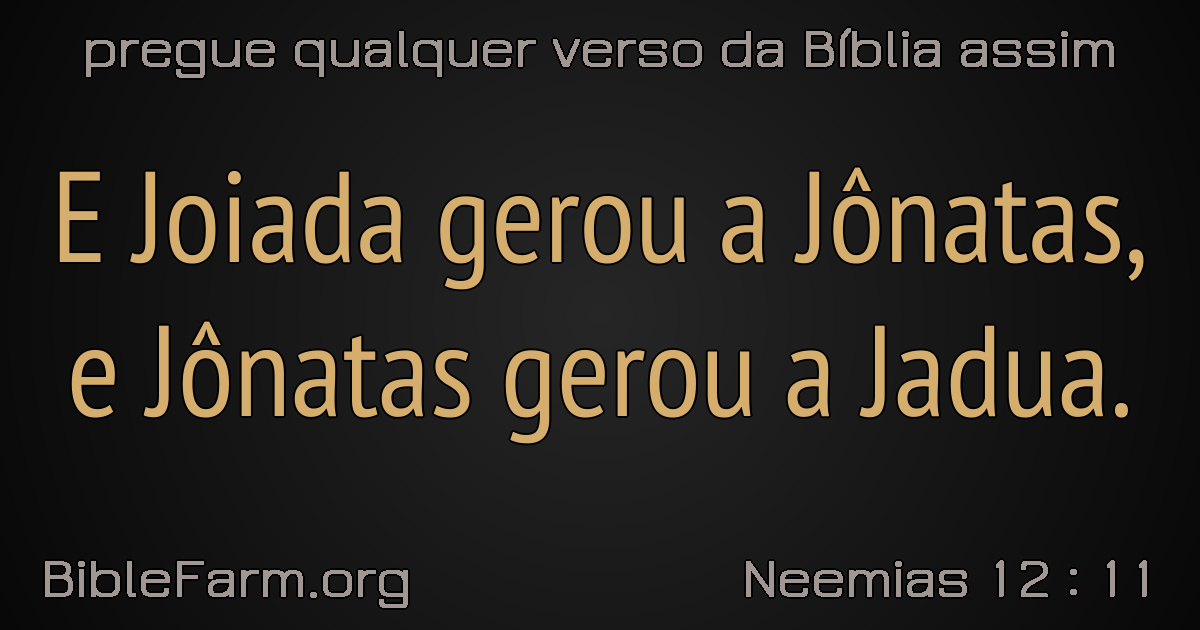 pregue qualquer verso da Bíblia assim
E Joiada gerou a Jônatas,
e Jônatas gerou a Jadua.
BibleFarm.org
Neemias 12 : 11